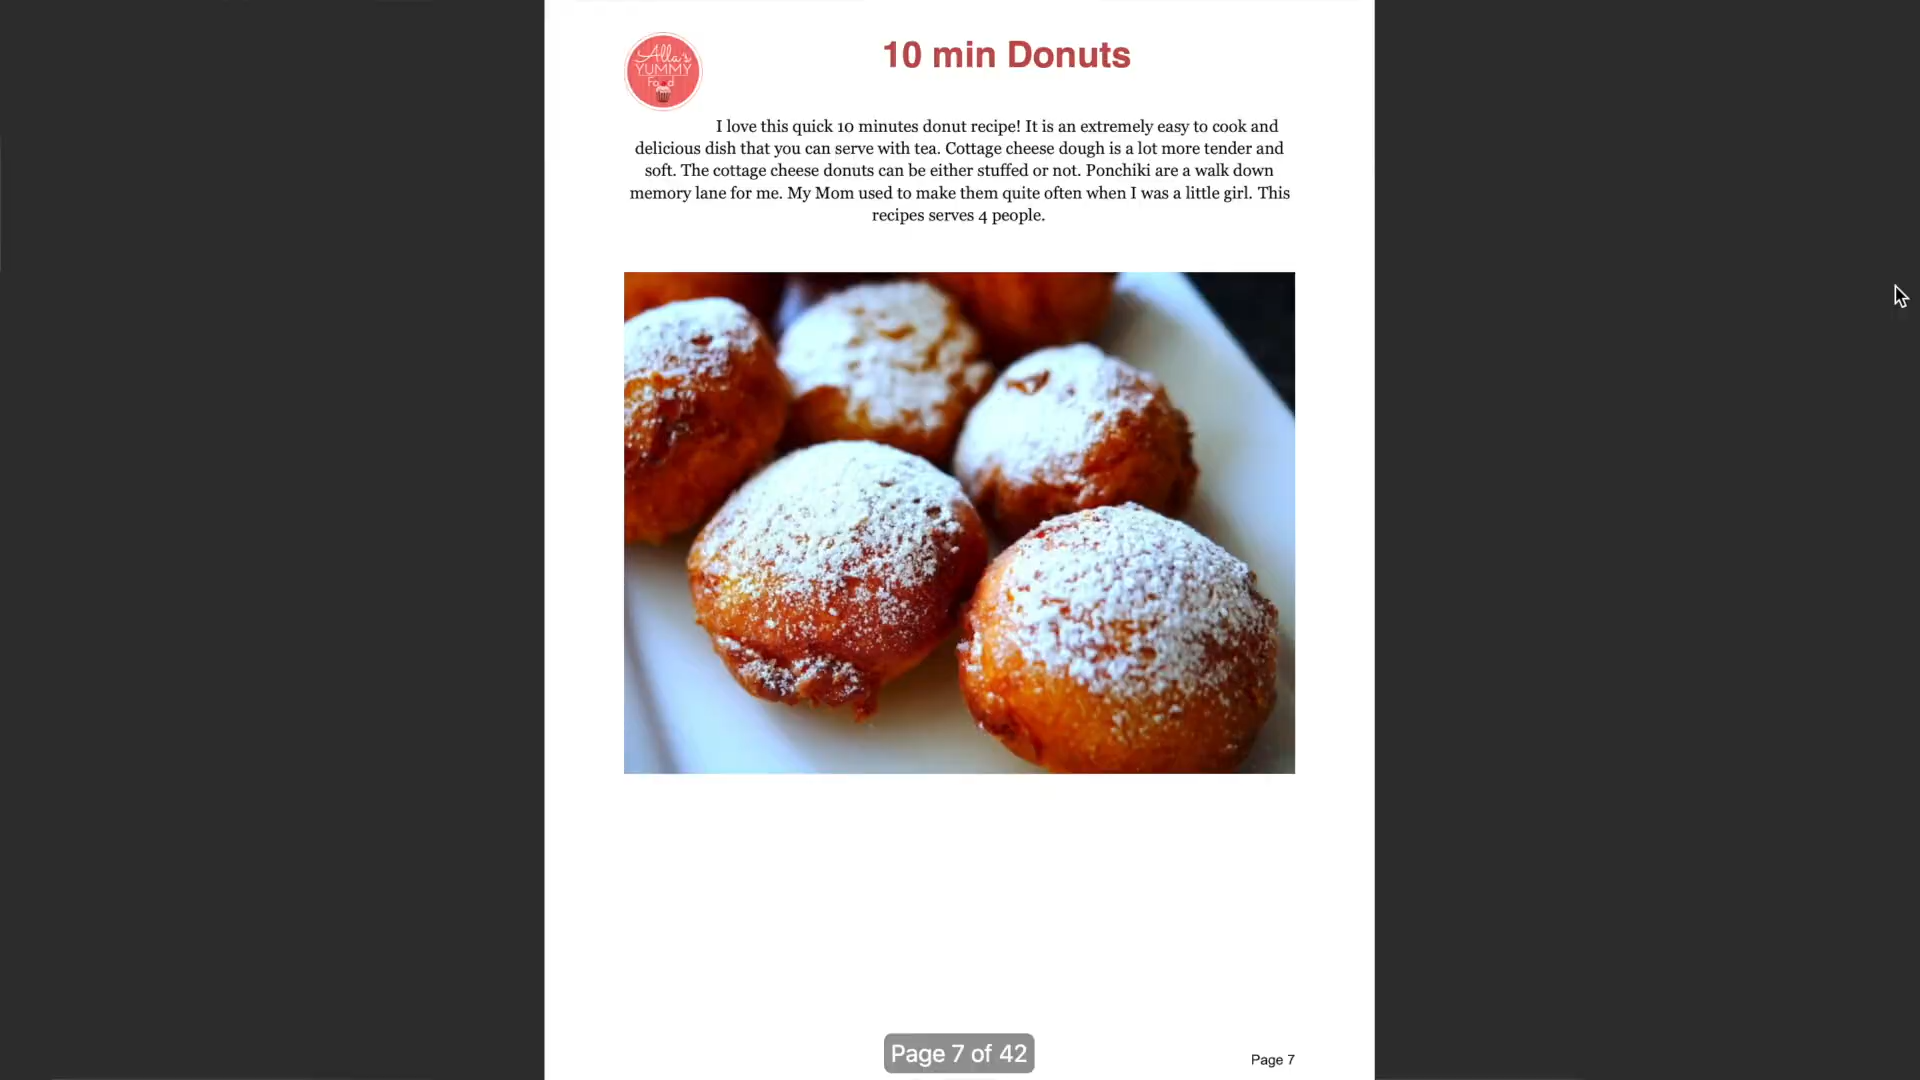 Alla's
YUMMY
Food
10 min Donuts
I love this quick 10 minutes donut recipe! It is an extremely easy to cook and
delicious dish that you can serve with tea. Cottage cheese dough is a lot more tender and
soft. The cottage cheese donuts can be either stuffed or not. Ponchiki are a walk down
memory lane for me. My Mom used to make them quite often when I was a little girl. This
recipes serves 4 people.
Page 7 of 42
Page 7